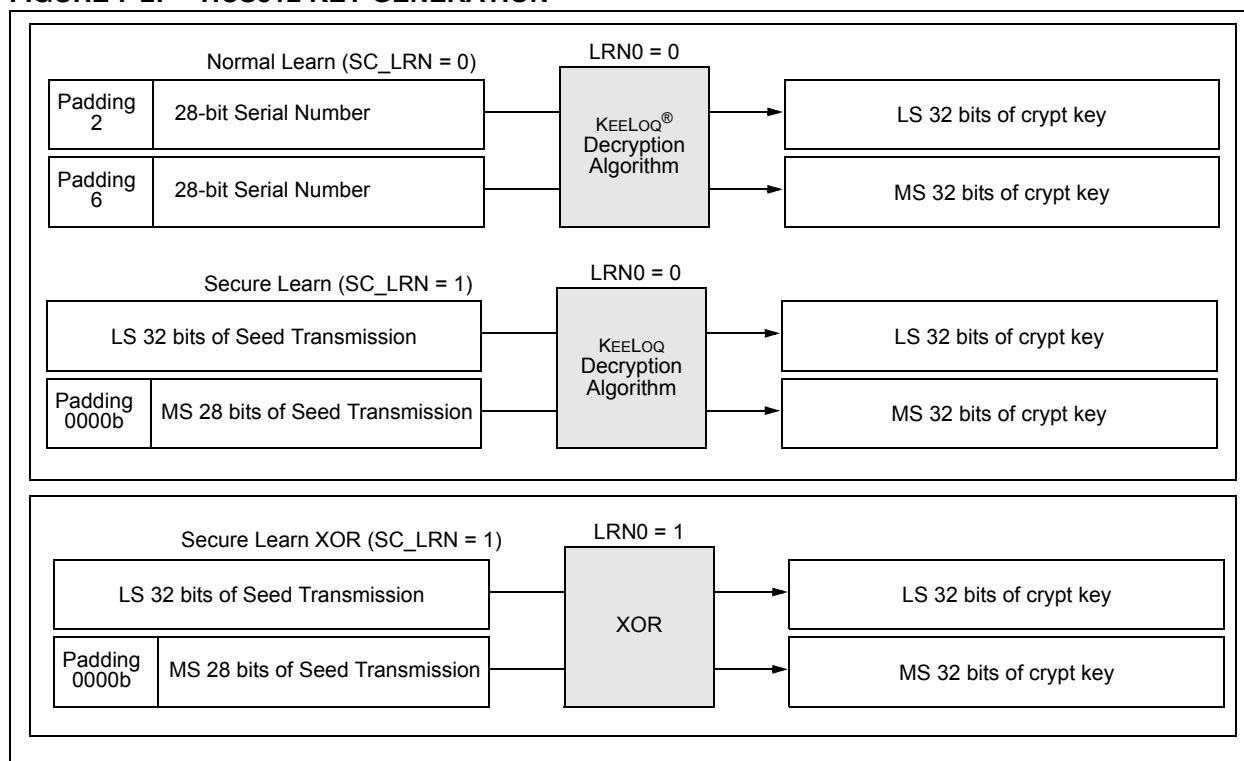 Normal Learn (SC_LRN = 0)
LRN0 = 0
Padding
2
28-bit Serial Number
KEELOQ®
Decryption
Algorithm
LS 32 bits of crypt key
Padding
6
28-bit Serial Number
MS 32 bits of crypt key
Secure Learn (SC_LRN = 1)
LRN0 = 0
LS 32 bits of Seed Transmission
KEELOQ
Decryption
Algorithm
LS 32 bits of crypt key
Padding
0000b
MS 28 bits of Seed Transmission
MS 32 bits of crypt key
Secure Learn XOR (SC_LRN = 1)
LRN0 = 1
LS 32 bits of Seed Transmission
XOR
LS 32 bits of crypt key
Padding
0000b
MS 28 bits of Seed Transmission
MS 32 bits of crypt key